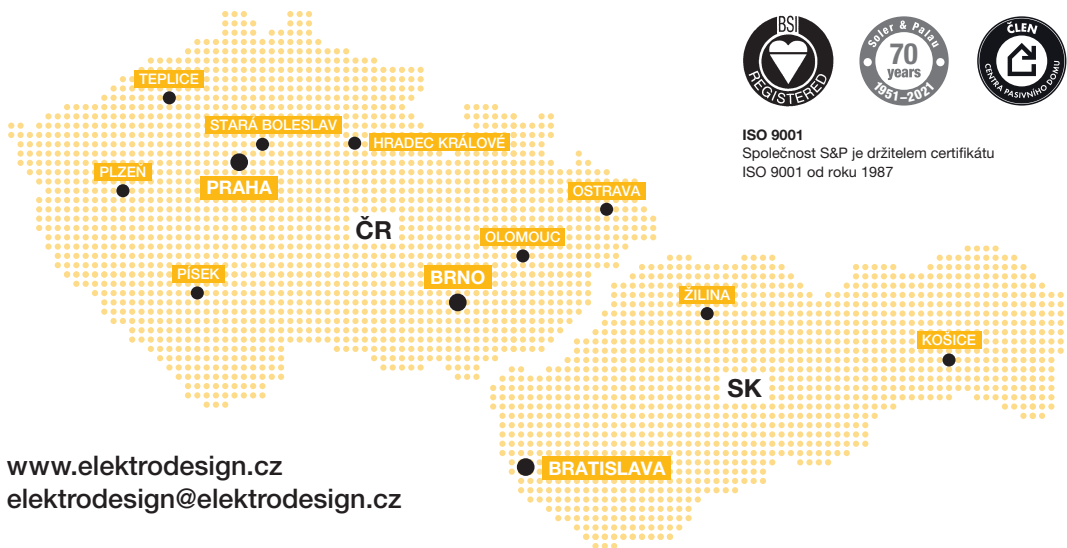 BSI
REGISTERED
Soler & Palau
70
years
1951–2021
ČLEN
CENTRA PASIVNÍHO DOMU
ISO 9001
Společnost S&P je držitelem certifikátu
ISO 9001 od roku 1987
TEPLICE
STARÁ BOLESLAV
HRADEC KRÁLOVÉ
PLZEŇ
PRAHA
OSTRAVA
ČR
OLOMOUC
PÍSEK
BRNO
ŽILINA
KOŠICE
SK
BRATISLAVA
www.elektrodesign.cz
elektrodesign@elektrodesign.cz